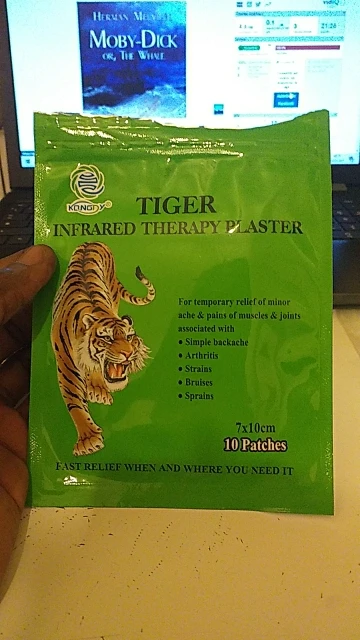 HERMAN MELVILLE
MOBY-DICK
OR, THE WHALE
KONGDY
TIGER
INFRARED THERAPY PLASTER
For temporary relief of minor
ache & pains of muscles & joints
associated with
• Simple backache
• Arthritis
• Strains
• Bruises
• Sprains
7x10cm
10 Patches
FAST RELIEF WHEN AND WHERE YOU NEED IT